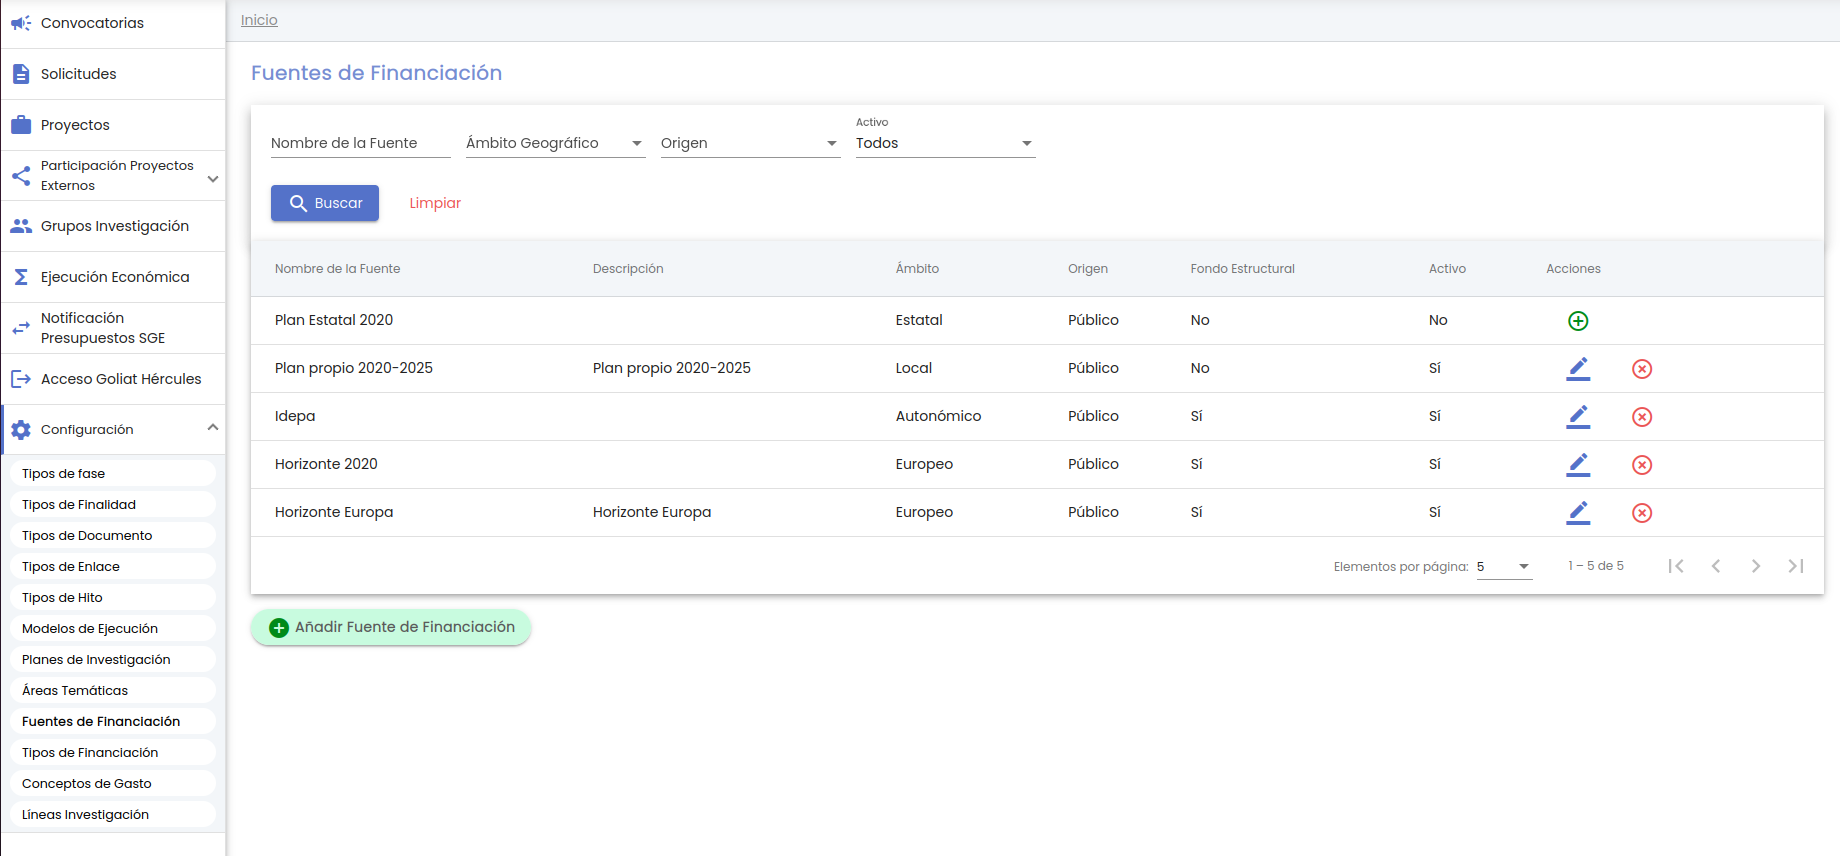 Convocatorias
Solicitudes
Proyectos
Participación Proyectos
Externos
Grupos Investigación
Ejecución Económica
Notificación
Presupuestos SGE
Acceso Goliat Hércules
Configuración
Tipos de fase
Tipos de Finalidad
Tipos de Documento
Tipos de Enlace
Tipos de Hito
Modelos de Ejecución
Planes de Investigación
Áreas Temáticas
Fuentes de Financiación
Tipos de Financiación
Conceptos de Gasto
Líneas Investigación
Inicio
Fuentes de Financiación
Activo
Nombre de la Fuente Ámbito Geográfico Origen Todos
Buscar Limpiar
Nombre de la Fuente Descripción Ámbito Origen Fondo Estructural Activo Acciones
Plan Estatal 2020 Estatal Público No No
Plan propio 2020-2025 Plan propio 2020-2025 Local Público No Sí
Idepa Autonómico Público Sí Sí
Horizonte 2020 Europeo Público Sí Sí
Horizonte Europa Horizonte Europa Europeo Público Sí Sí
Elementos por página: 5 1 – 5 de 5
Añadir Fuente de Financiación